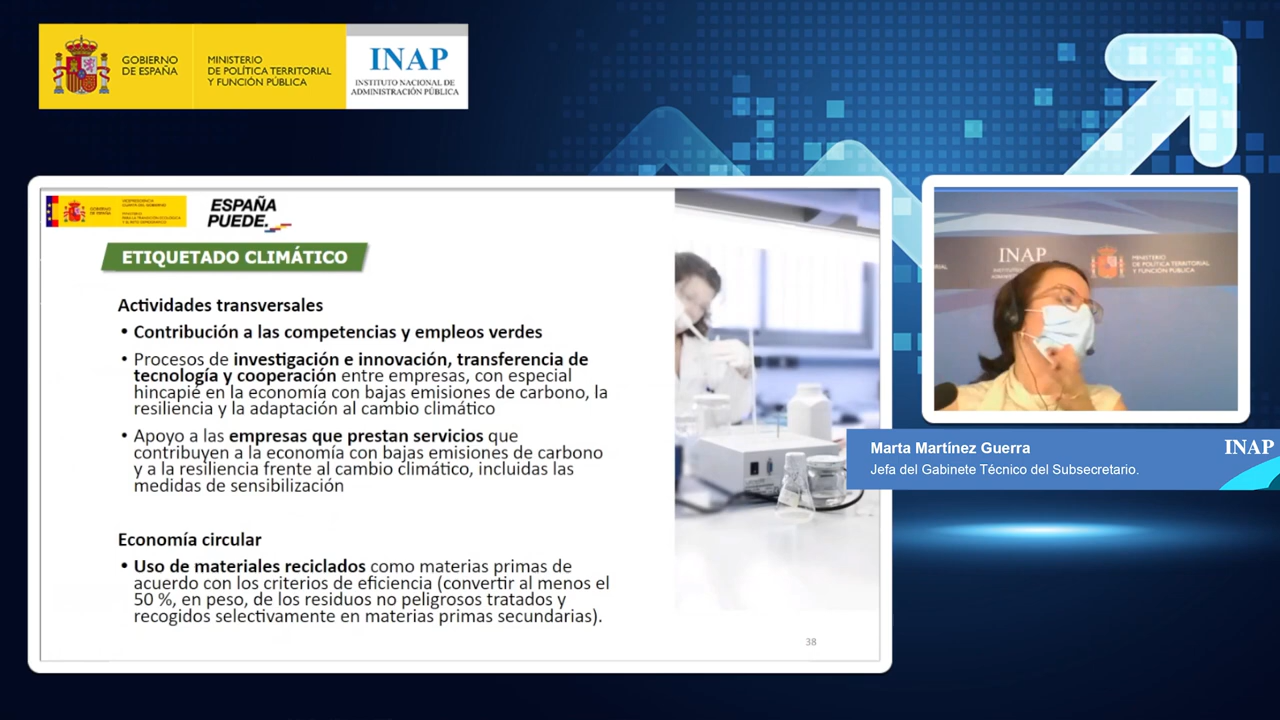 GOBIERNO
DE ESPAÑA
MINISTERIO
DE POLÍTICA TERRITORIAL
Y FUNCIÓN PÚBLICA
INAP
INSTITUTO NACIONAL DE
ADMINISTRACIÓN PÚBLICA
ESPAÑA
PUEDE.
ETIQUETADO CLIMÁTICO
Actividades transversales
• Contribución a las competencias y empleos verdes
• Procesos de investigación e innovación, transferencia de
tecnología y cooperación entre empresas, con especial
hincapié en la economía con bajas emisiones de carbono, la
resiliencia y la adaptación al cambio climático
• Apoyo a las empresas que prestan servicios que
contribuyen a la economía con bajas emisiones de carbono
y a la resiliencia frente al cambio climático, incluidas las
medidas de sensibilización
Economía circular
• Uso de materiales reciclados como materias primas de
acuerdo con los criterios de eficiencia (convertir al menos el
50 %, en peso, de los residuos no peligrosos tratados y
recogidos selectivamente en materias primas secundarias).
38
INAP
MINISTERIO
DE POLÍTICA TERRITORIAL
Y FUNCIÓN PÚBLICA
Marta Martínez Guerra
Jefa del Gabinete Técnico del Subsecretario.
INAP